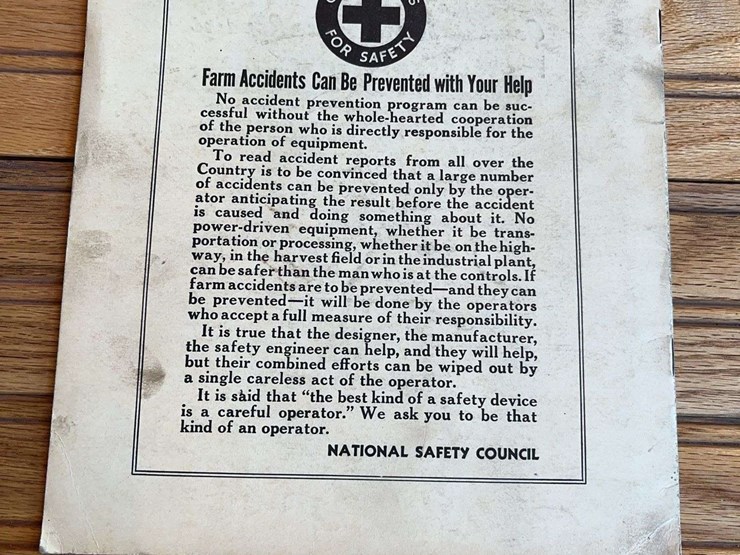 FOR SAFETY
Farm Accidents Can Be Prevented with Your Help
No accident prevention program can be suc-
cessful without the whole-hearted cooperation
of the person who is directly responsible for the
operation of equipment.
To read accident reports from all over the
Country is to be convinced that a large number
of accidents can be prevented only by the oper-
ator anticipating the result before the accident
is caused and doing something about it. No
power-driven equipment, whether it be trans-
portation or processing, whether it be on the high-
way, in the harvest field or in the industrial plant,
can be safer than the man who is at the controls. If
farm accidents are to be prevented—and they can
be prevented—it will be done by the operators
who accept a full measure of their responsibility.
It is true that the designer, the manufacturer,
the safety engineer can help, and they will help,
but their combined efforts can be wiped out by
a single careless act of the operator.
It is said that “the best kind of a safety device
is a careful operator.” We ask you to be that
kind of an operator.
NATIONAL SAFETY COUNCIL